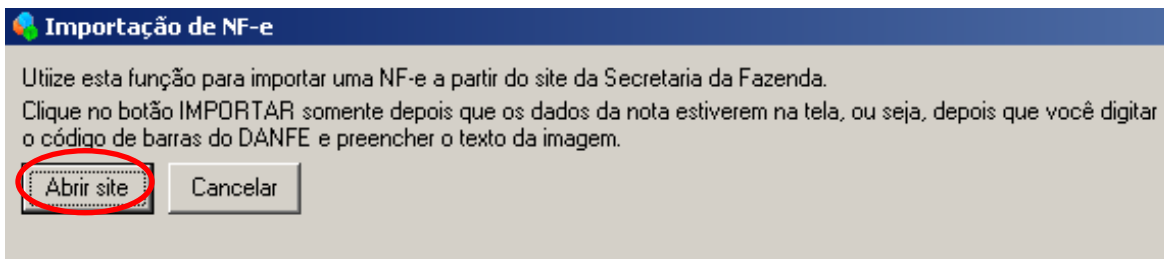 Importação de NF-e
Utiize esta função para importar uma NF-e a partir do site da Secretaria da Fazenda.
Clique no botão IMPORTAR somente depois que os dados da nota estiverem na tela, ou seja, depois que você digitar
o código de barras do DANFE e preencher o texto da imagem.
Abrir site Cancelar